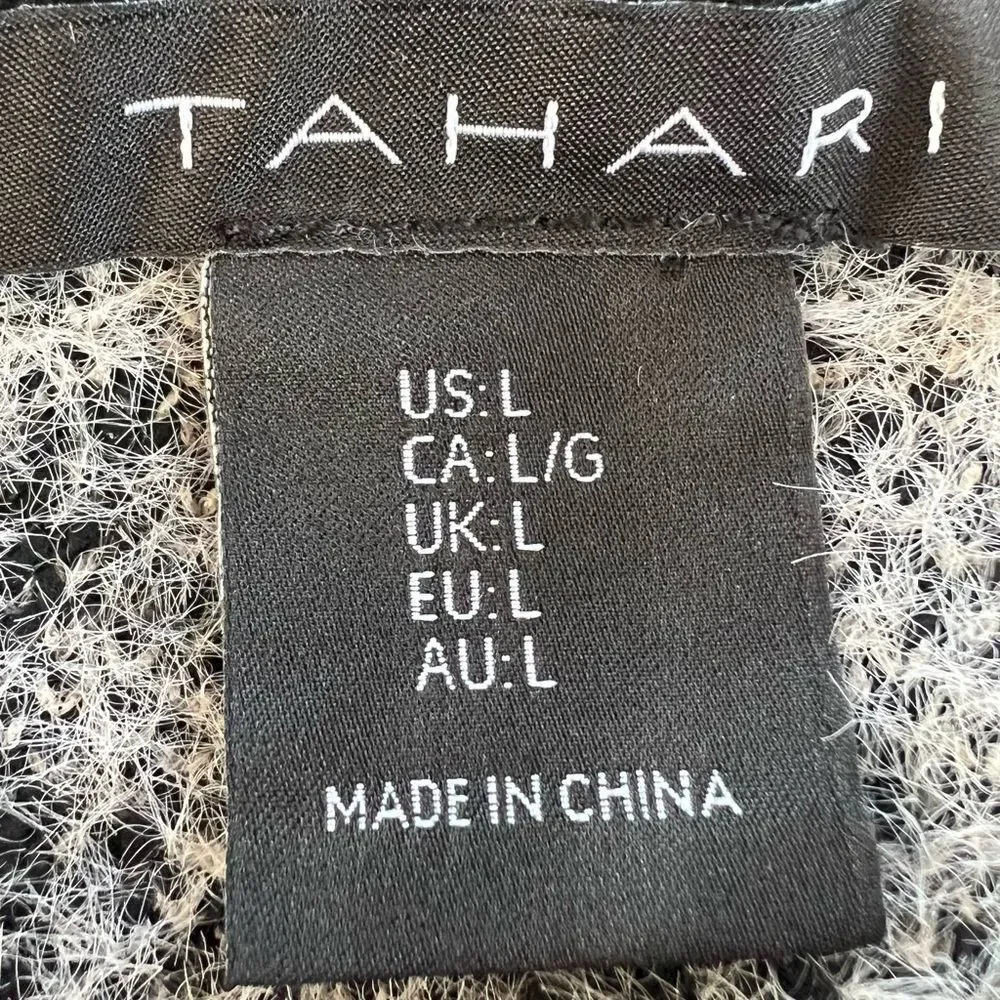 TAHARI
US: L
CA: L/G
UK: L
EU: L
AU: L
MADE IN CHINA